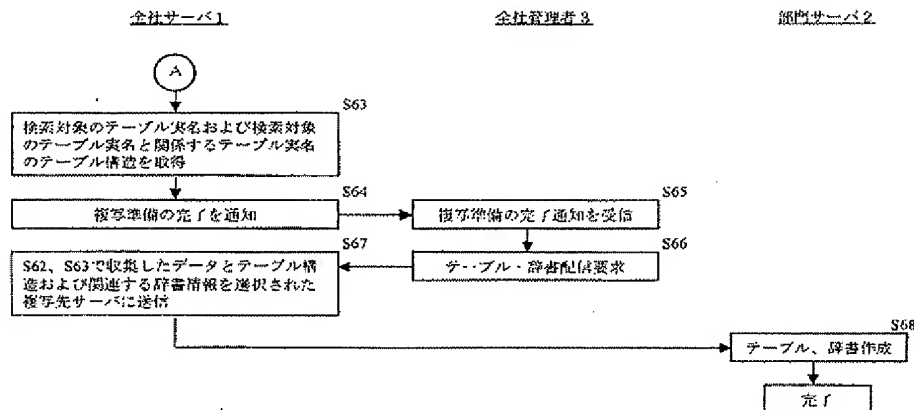 全社サーバ1
全社管理者3
部門サーバ2
A
S63
検索対象のテーブル実名および検索対象
のテーブル実名と関係するテーブル実名
のテーブル構造を取得
S64
複写準備の完了を通知
S65
複写準備の完了通知を受信
S66
テーブル・辞書配信要求
S67
S62、S63で収集したデータとテーブル構
造および関連する辞書情報を選択された
複写先サーバに送信
S68
テーブル、辞書作成
完了